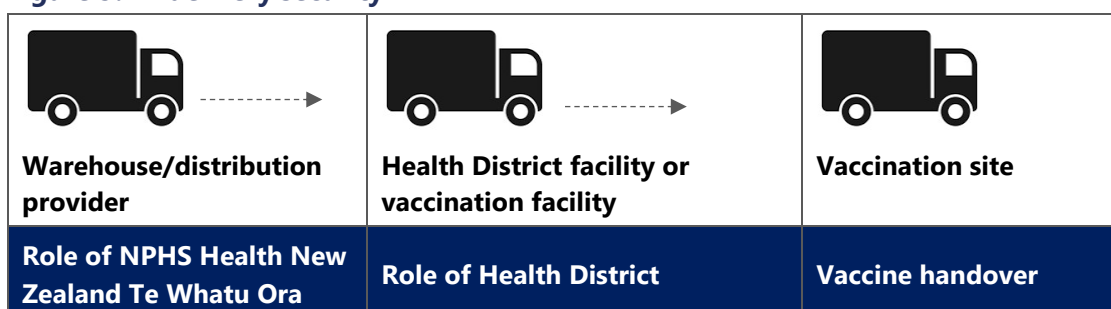 Warehouse/distribution
provider
Health District facility or
vaccination facility
Vaccination site
Role of NPHS Health New
Zealand Te Whatu Ora
Role of Health District
Vaccine handover